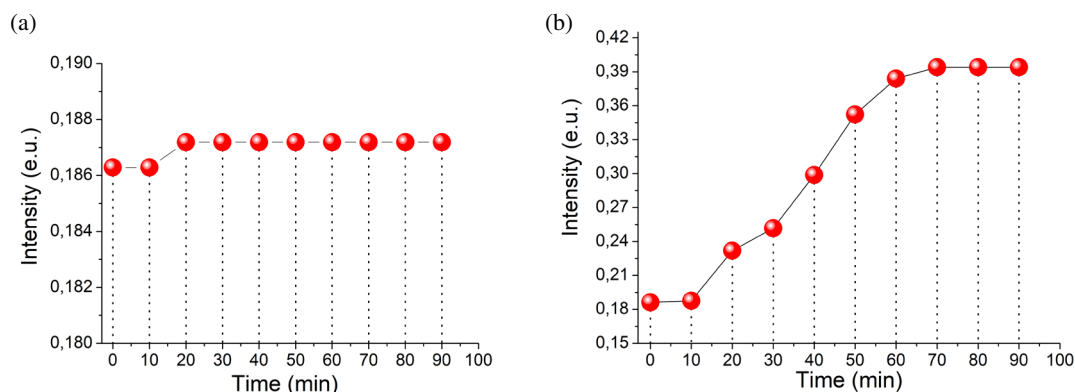 (a)
Intensity (e.u.)
0,190
0,188
0,186
0,184
0,182
0,180
0 10 20 30 40 50 60 70 80 90 100
Time (min)
(b)
Intensity (e.u.)
0,42
0,39
0,36
0,33
0,30
0,27
0,24
0,21
0,18
0,15
0 10 20 30 40 50 60 70 80 90 100
Time (min)